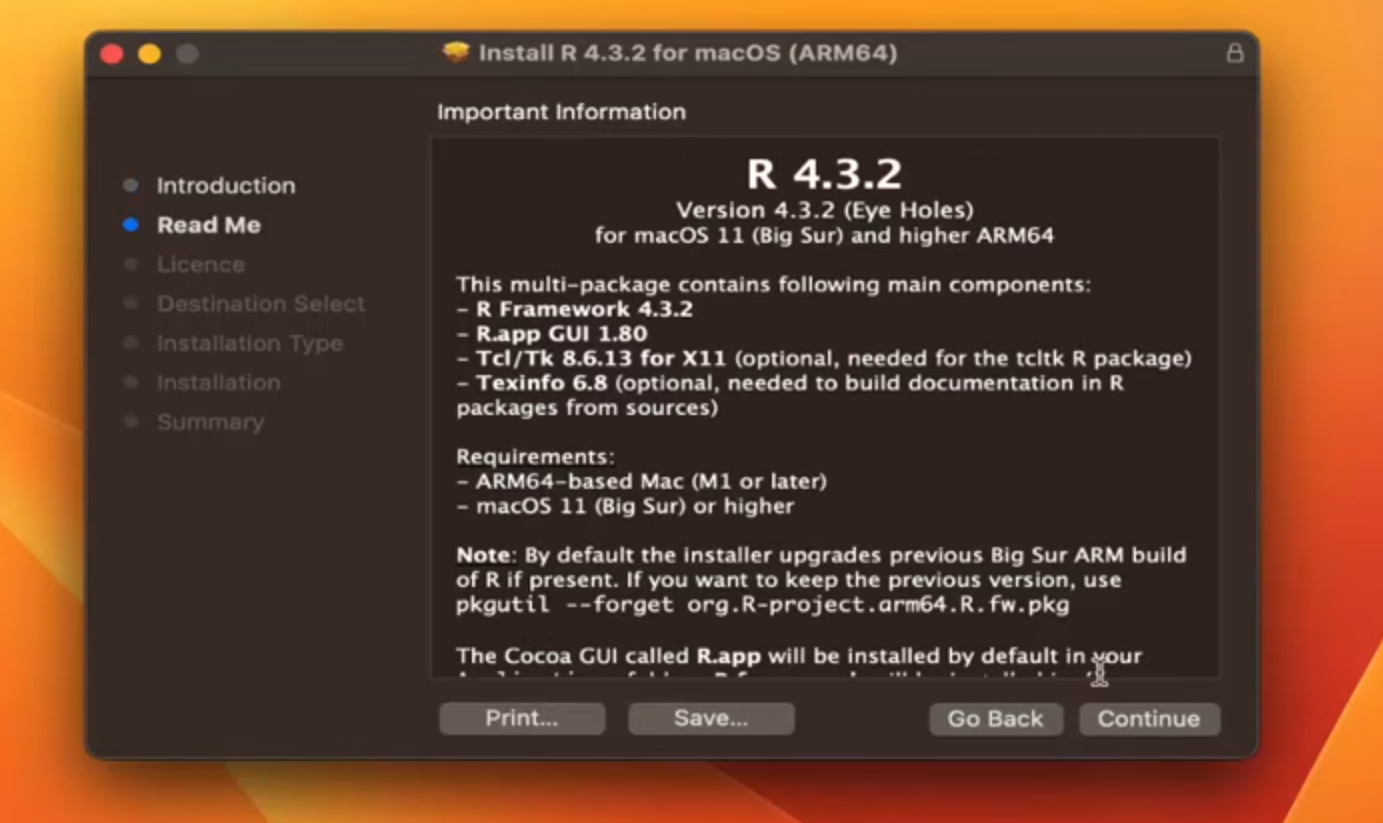 Install R 4.3.2 for macOS (ARM64)
Important Information
Introduction
Read Me
Licence
Destination Select
Installation Type
Installation
Summary
R 4.3.2
Version 4.3.2 (Eye Holes)
for macOS 11 (Big Sur) and higher ARM64
This multi-package contains following main components:
- R Framework 4.3.2
- R.app GUI 1.80
- Tcl/Tk 8.6.13 for X11 (optional, needed for the tcltk R package)
- Texinfo 6.8 (optional, needed to build documentation in R
packages from sources)
Requirements:
- ARM64-based Mac (M1 or later)
- macOS 11 (Big Sur) or higher
Note: By default the installer upgrades previous Big Sur ARM build
of R if present. If you want to keep the previous version, use
pkgutil --forget org.R-project.arm64.R.fw.pkg
The Cocoa GUI called R.app will be installed by default in your
Print...
Save...
Go Back
Continue